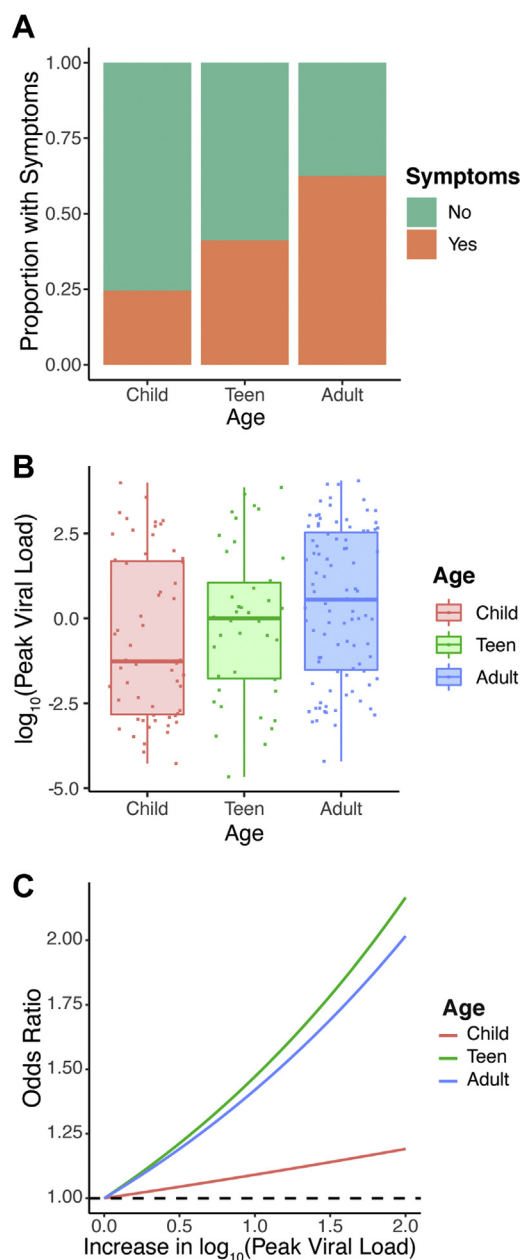 A
Proportion with Symptoms
1.00
0.75
0.50
0.25
0.00
Child Teen Adult
Age
Symptoms
No
Yes
B
log10(Peak Viral Load)
2.5
0.0
-2.5
-5.0
Child Teen Adult
Age
Age
Child
Teen
Adult
C
Odds Ratio
2.00
1.75
1.50
1.25
1.00
0.0 0.5 1.0 1.5 2.0
Increase in log10(Peak Viral Load)
Age
Child
Teen
Adult